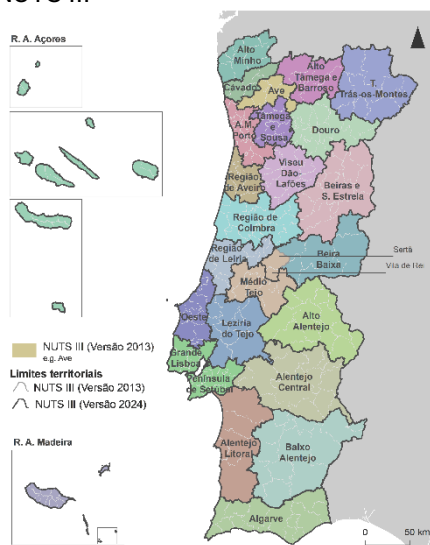 NUTS III
R. A. Açores
Alto
Minho
Cávado
Ave
Alto
Tâmega e
Barroso
T.
Trás-os-Montes
A.M.
Porto
Tâmega
e
Sousa
Douro
Região
de Aveiro
Viseu
Dão-
Lafões
Beiras e
S. Estrela
Região de
Coimbra
Região
de Leiria
Beira
Baixa
Sertã
Vila de
Médio
Tejo
Oeste
Lezíria
do Tejo
Alto
Alentejo
Grande
Lisboa
Península
de Setúbal
Alentejo
Central
Alentejo
Litoral
Baixo
Alentejo
Algarve
NUTS III (Versão 2013)
e.g. Ave
Limites territoriais
NUTS III (Versão 2013)
NUTS III (Versão 2024)
R. A. Madeira
0 50 km